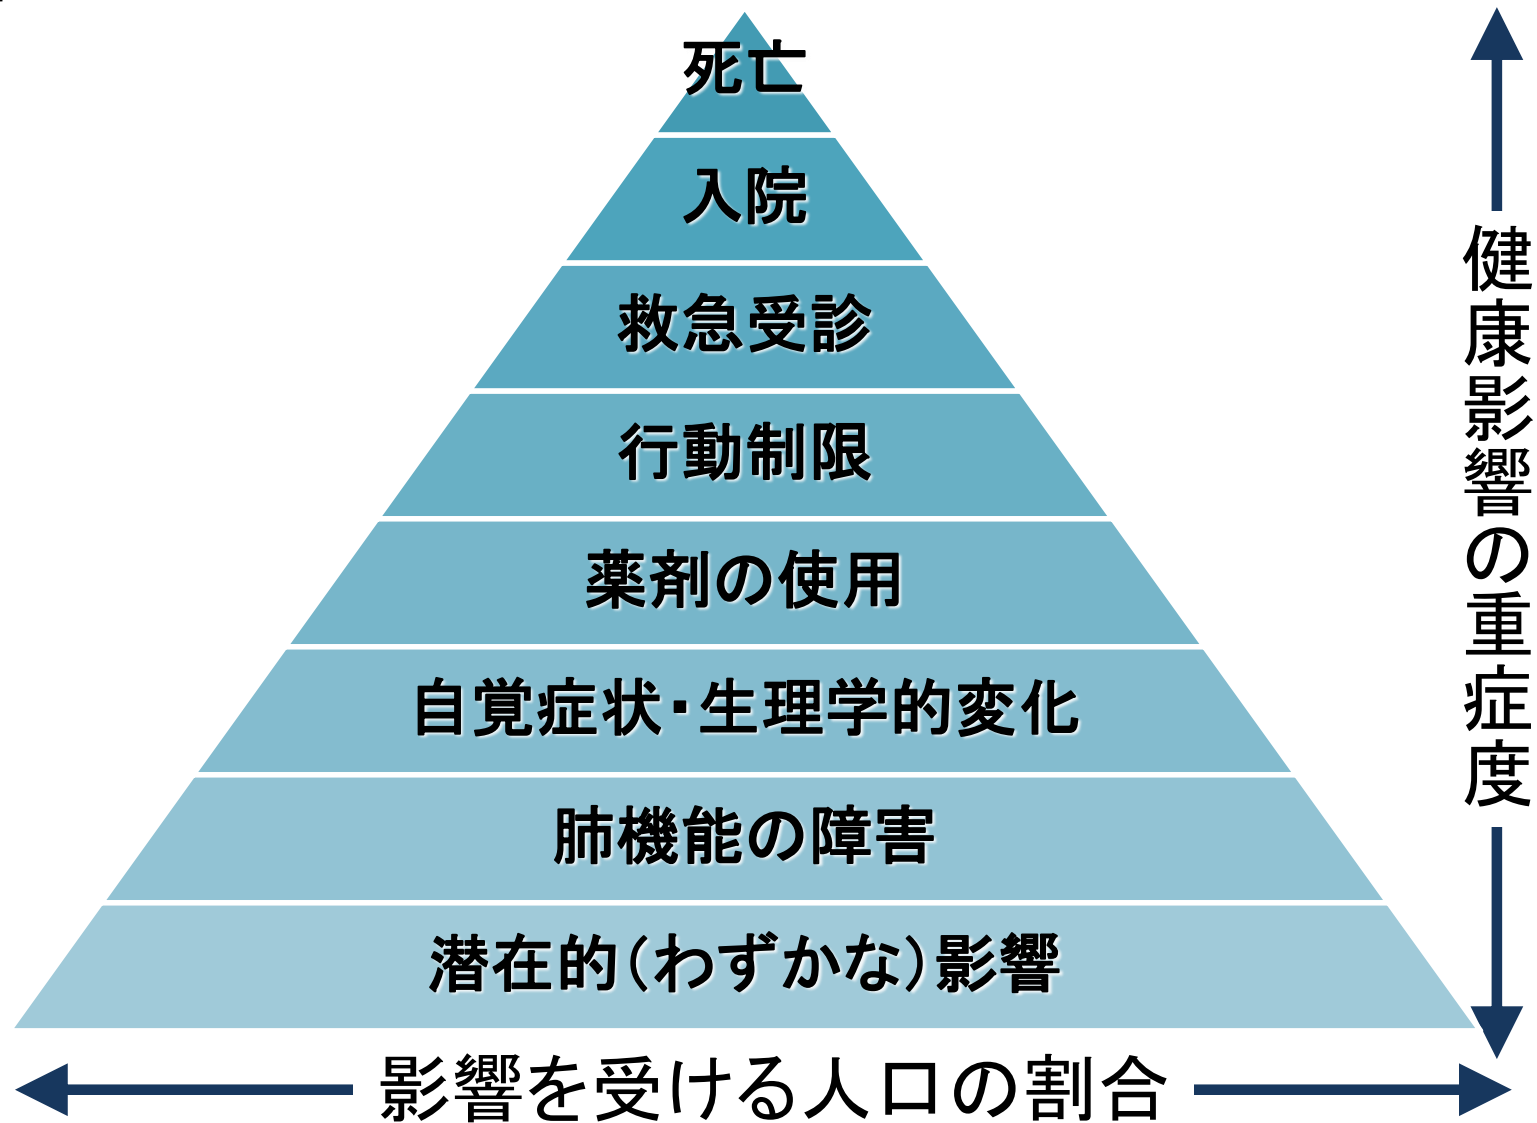 死亡
入院
救急受診
行動制限
薬剤の使用
自覚症状・生理学的変化
肺機能の障害
潜在的(わずかな)影響
影響を受ける人口の割合
健康影響の重症度